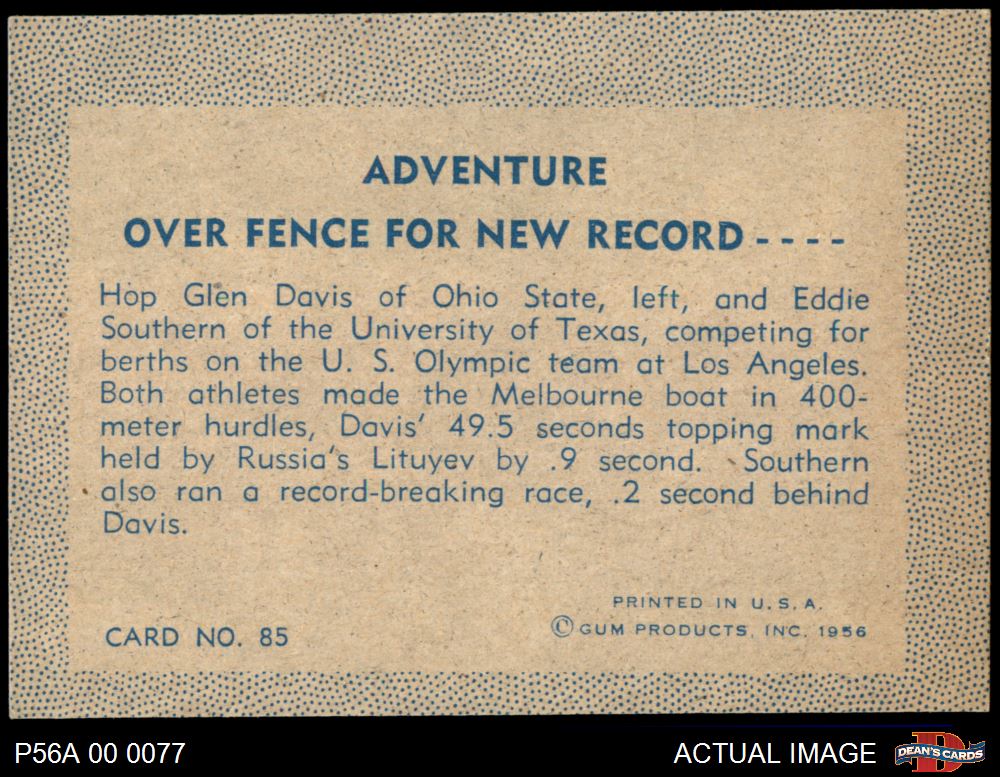 ADVENTURE
OVER FENCE FOR NEW RECORD - - - -
Hop Glen Davis of Ohio State, left, and Eddie
Southern of the University of Texas, competing for
berths on the U. S. Olympic team at Los Angeles.
Both athletes made the Melbourne boat in 400-
meter hurdles, Davis' 49.5 seconds topping mark
held by Russia's Lituyev by .9 second. Southern
also ran a record-breaking race, .2 second behind
Davis.
PRINTED IN U. S. A.
CARD NO. 85
© GUM PRODUCTS, INC. 1956
P56A 00 0077
ACTUAL IMAGE
D
DEAN'S CARDS